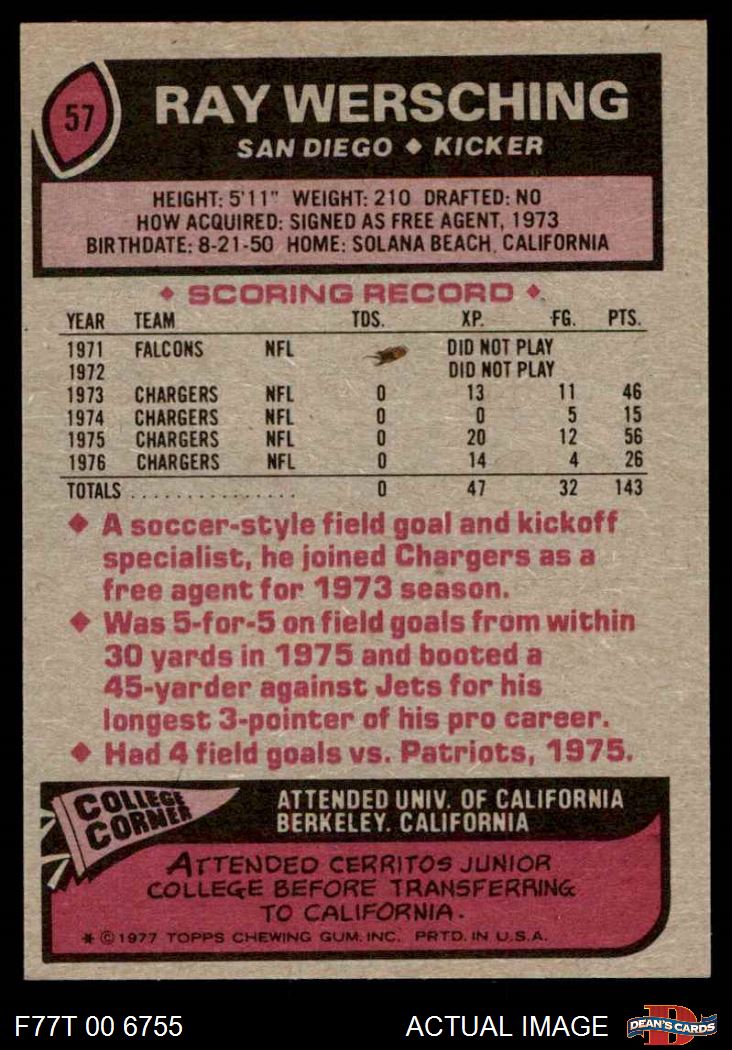 57
RAY WERSCHING
SAN DIEGO ♦ KICKER
HEIGHT: 5'11" WEIGHT: 210 DRAFTED: NO
HOW ACQUIRED: SIGNED AS FREE AGENT, 1973
BIRTHDATE: 8-21-50 HOME: SOLANA BEACH, CALIFORNIA
♦ SCORING RECORD ♦
YEAR TEAM TDS. XP. FG. PTS.
1971 FALCONS NFL DID NOT PLAY
1972 DID NOT PLAY
1973 CHARGERS NFL 0 13 11 46
1974 CHARGERS NFL 0 0 5 15
1975 CHARGERS NFL 0 20 12 56
1976 CHARGERS NFL 0 14 4 26
TOTALS . . . . . . . . . . . . . . . 0 47 32 143
♦ A soccer-style field goal and kickoff
specialist, he joined Chargers as a
free agent for 1973 season.
♦ Was 5-for-5 on field goals from within
30 yards in 1975 and booted a
45-yarder against Jets for his
longest 3-pointer of his pro career.
♦ Had 4 field goals vs. Patriots, 1975.
COLLEGE
CORNER
ATTENDED UNIV. OF CALIFORNIA
BERKELEY, CALIFORNIA
ATTENDED CERRITOS JUNIOR
COLLEGE BEFORE TRANSFERRING
TO CALIFORNIA.
* © 1977 TOPPS CHEWING GUM, INC. PRTD. IN U.S.A.
F77T 00 6755
ACTUAL IMAGE
D
DEAN'S CARDS